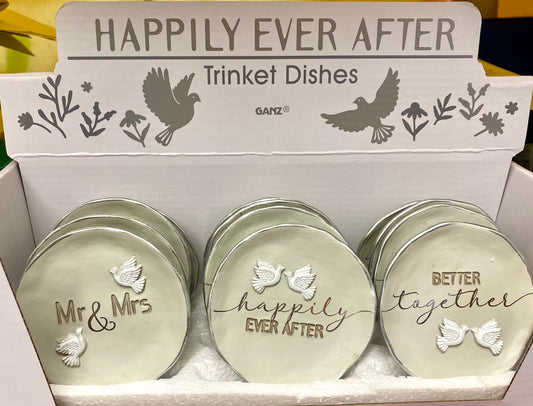 HAPPILY EVER AFTER
Trinket Dishes
GANZ®
Mr & Mrs
happily
EVER AFTER
BETTER
together